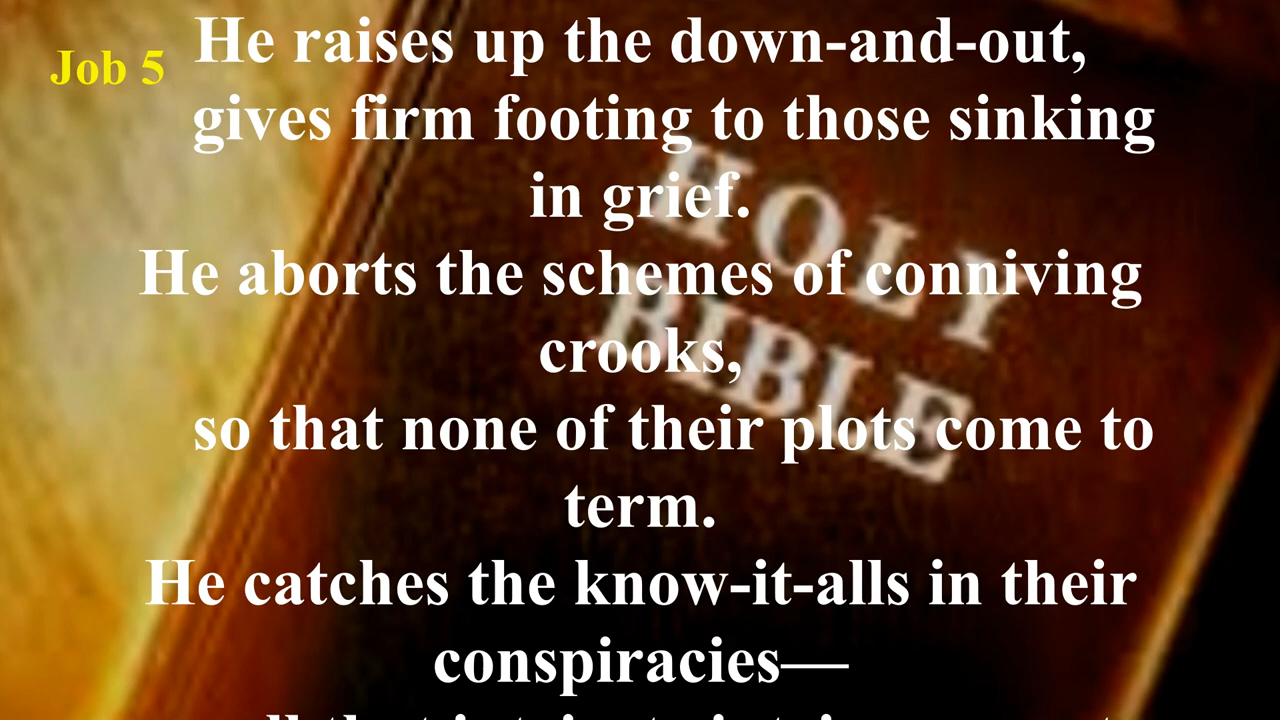 Job 5
He raises up the down-and-out,
gives firm footing to those sinking
in grief.
He aborts the schemes of conniving
crooks,
so that none of their plots come to
term.
He catches the know-it-alls in their
conspiracies—
HOLY
BIBLE